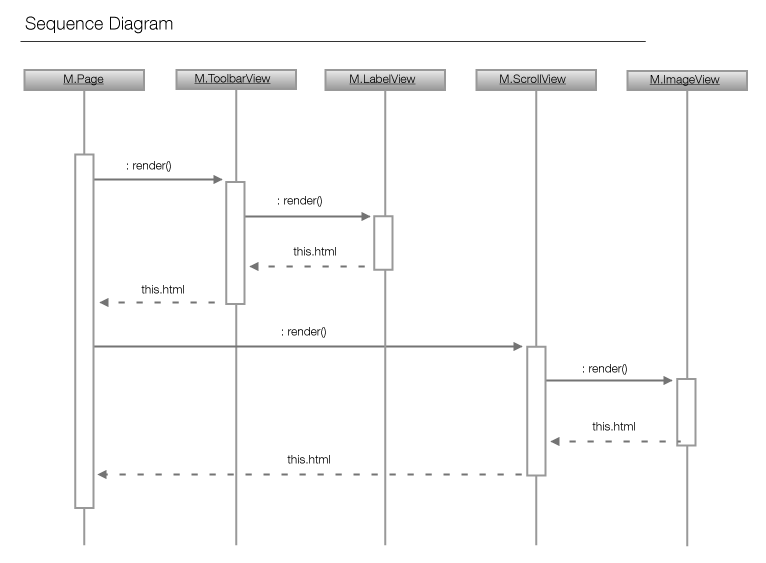 Sequence Diagram
M.Page
M.ToolbarView
M.LabelView
M.ScrollView
M.ImageView
: render()
: render()
this.html
this.html
: render()
: render()
this.html
this.html